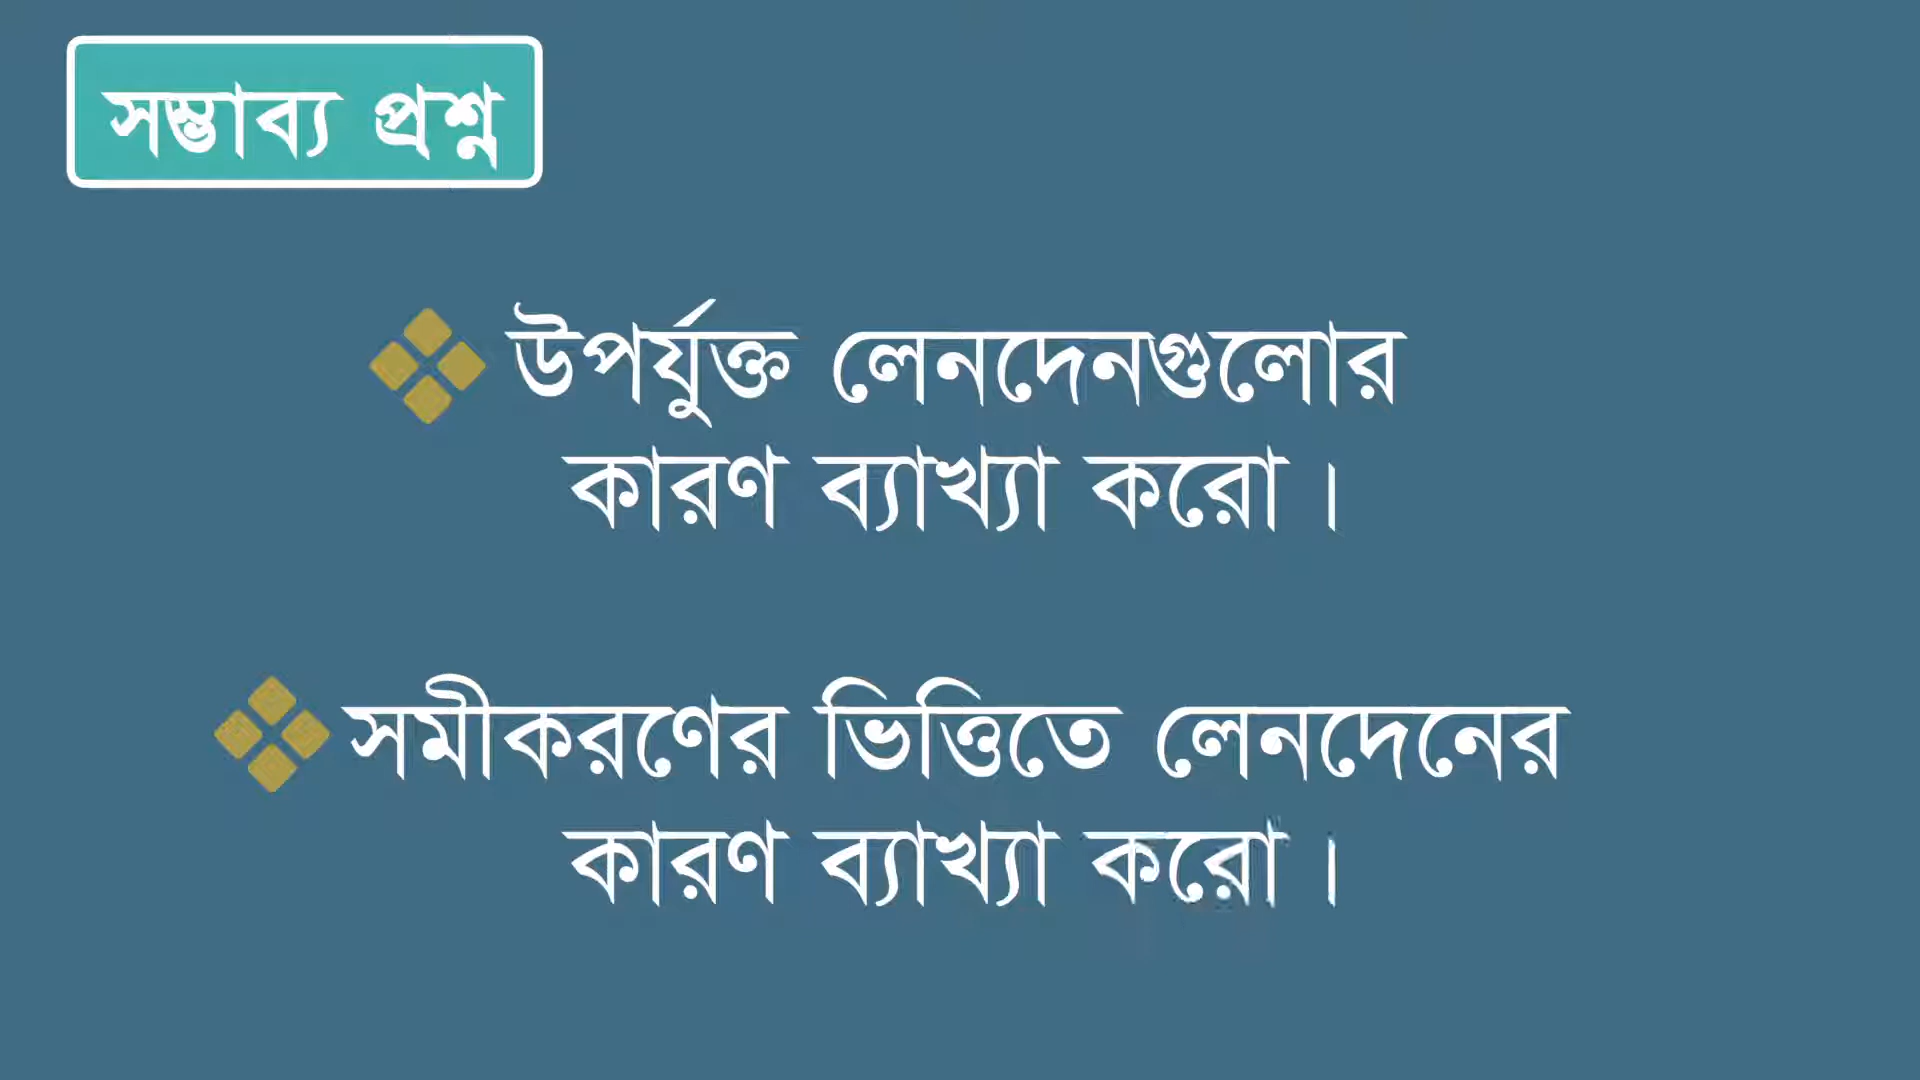 সম্ভাব্য প্রশ্ন
উপর্যুক্ত লেনদেনগুলোর
কারণ ব্যাখ্যা করো।
সমীকরণের ভিত্তিতে লেনদেনের
কারণ ব্যাখ্যা করো।